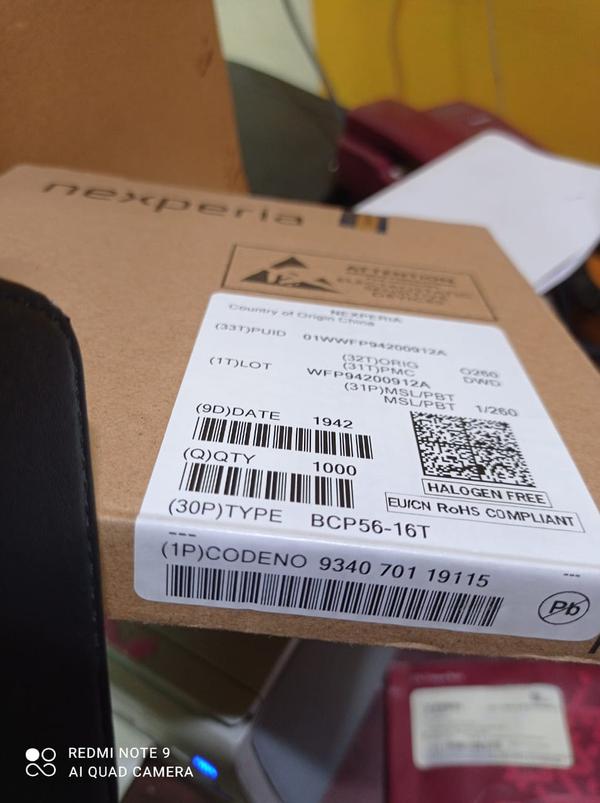 nexperia
ATTENTION
NEXPERIA
Country of Origin China
(33T)PUID 01WWFP94200912A
(32T)ORIG O260
(31T)PMC DWD
(1T)LOT WFP94200912A
(31P)MSL/PBT
MSL/PBT 1/260
(9D)DATE 1942
(Q)QTY 1000
HALOGEN FREE
EU/CN RoHS COMPLIANT
(30P)TYPE BCP56-16T
---
---
(1P)CODENO 9340 701 19115
Pb
REDMI NOTE 9
AI QUAD CAMERA